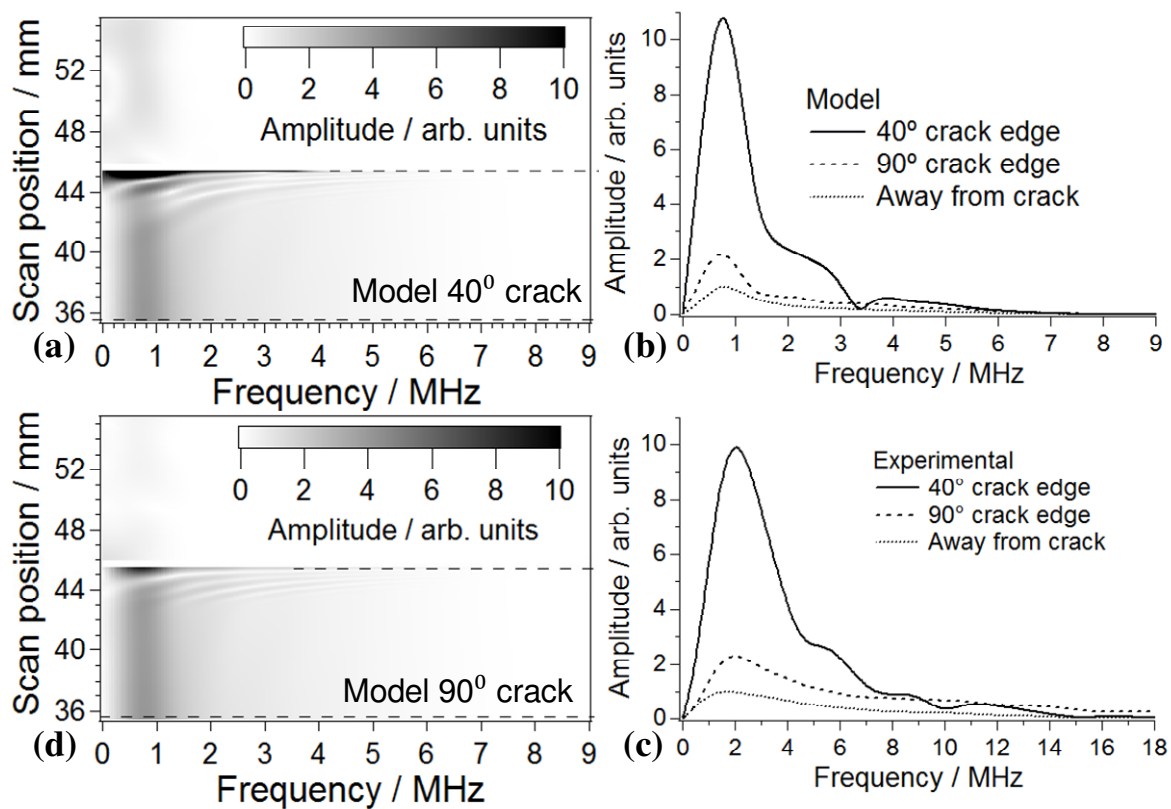 Scan position / mm
52
48
44
40
36
0 2 4 6 8 10
Amplitude / arb. units
Model 40⁰ crack
(a)
0 1 2 3 4 5 6 7 8 9
Frequency / MHz
Amplitude / arb. units
10
8
6
4
2
0
Model
40º crack edge
90º crack edge
Away from crack
(b)
0 1 2 3 4 5 6 7 8 9
Frequency / MHz
Scan position / mm
52
48
44
40
36
0 2 4 6 8 10
Amplitude / arb. units
Model 90⁰ crack
(d)
0 1 2 3 4 5 6 7 8 9
Frequency / MHz
Amplitude / arb. units
10
8
6
4
2
0
Experimental
40° crack edge
90° crack edge
Away from crack
(c)
0 2 4 6 8 10 12 14 16 18
Frequency / MHz